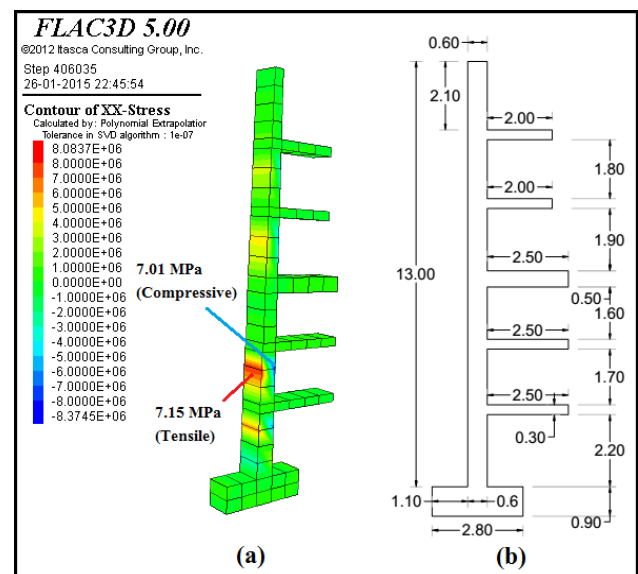 FLAC3D 5.00
©2012 Itasca Consulting Group, Inc.
Step 406035
26-01-2015 22:45:54
Contour of XX-Stress
Calculated by: Polynomial Extrapolatior
Tolerance in SVD algorithm : 1e-07
8.0837E+06
8.0000E+06
7.0000E+06
6.0000E+06
5.0000E+06
4.0000E+06
3.0000E+06
2.0000E+06
1.0000E+06
0.0000E+00
-1.0000E+06
-2.0000E+06
-3.0000E+06
-4.0000E+06
-5.0000E+06
-6.0000E+06
-7.0000E+06
-8.0000E+06
-8.3745E+06
7.01 MPa
(Compressive)
7.15 MPa
(Tensile)
(a)
0.60
2.10
2.00
1.80
2.00
1.90
2.50
13.00
0.50
1.60
2.50
1.70
2.50
0.30
2.20
1.10
0.6
0.90
2.80
(b)